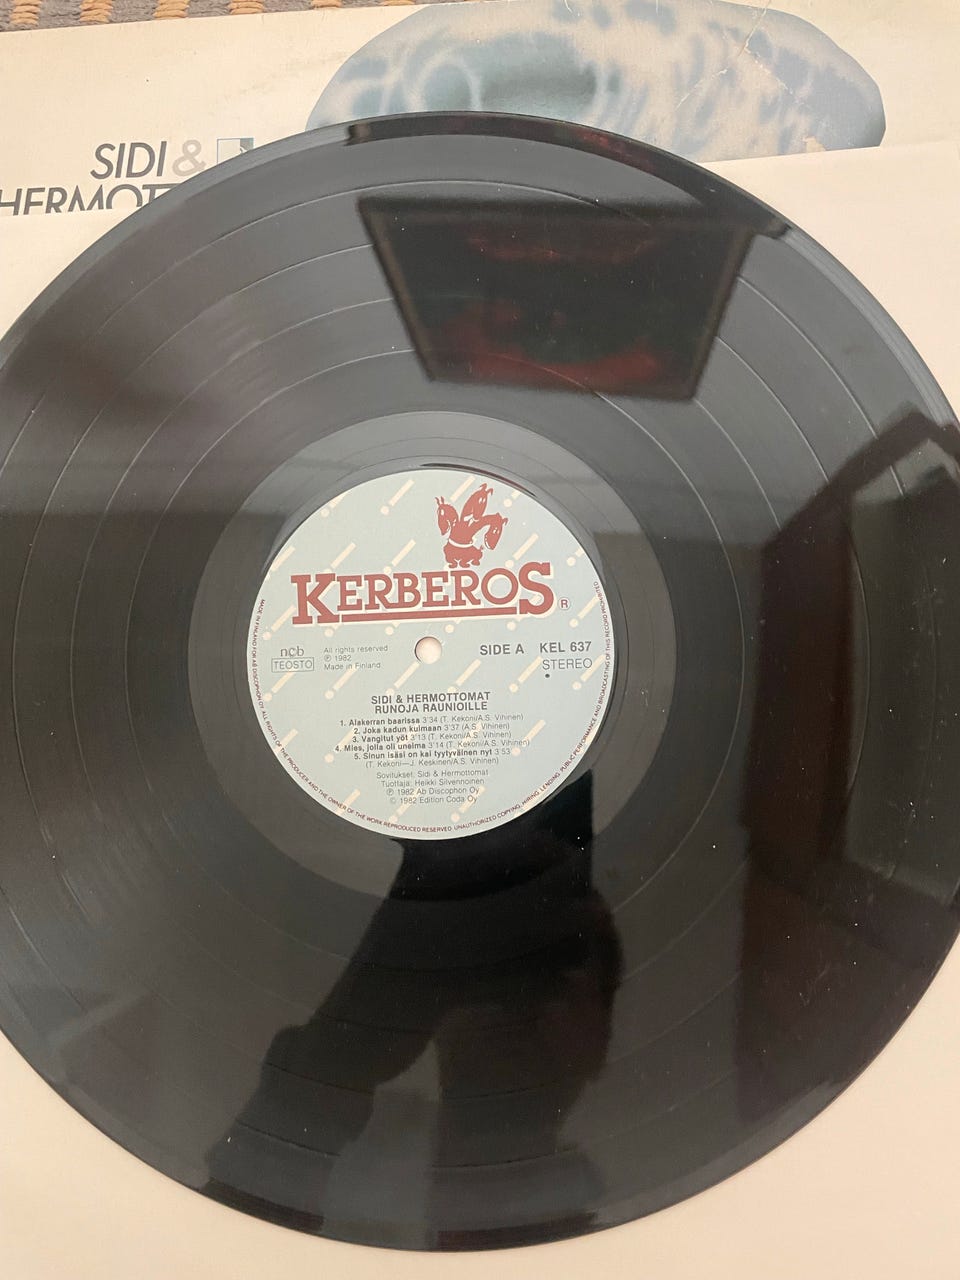 SIDI &
HERMOT
KERBEROS
R
ncb
TEOSTO
All rights reserved
℗ 1982
Made in Finland
SIDE A KEL 637
STEREO
SIDI & HERMOTTOMAT
RUNOJA RAUNIOILLE
1. Alakerran baarissa 3'34 (T. Kekoni/A.S. Vihinen)
2. Joka kadun kulmaan 3'37 (A.S. Vihinen)
3. Vangitut yöt 3'13 (T. Kekoni/A.S. Vihinen)
4. Mies, jolla oli unelma 3'14 (T. Kekoni/A.S. Vihinen)
5. Sinun isäsi on kai tyytyväinen nyt 3'53
(T. Kekoni—J. Keskinen/A.S. Vihinen)
Sovitukset: Sidi & Hermottomat
Tuottaja: Heikki Silvennoinen
℗ 1982 Ab Discophon Oy
© 1982 Edition Coda Oy
MADE IN FINLAND FOR AB DISCOPHON OY. ALL RIGHTS OF THE PRODUCER AND THE OWNER OF THE WORK REPRODUCED RESERVED. UNAUTHORIZED COPYING, HIRING, LENDING, PUBLIC PERFORMANCE AND BROADCASTING OF THIS RECORD PROHIBITED